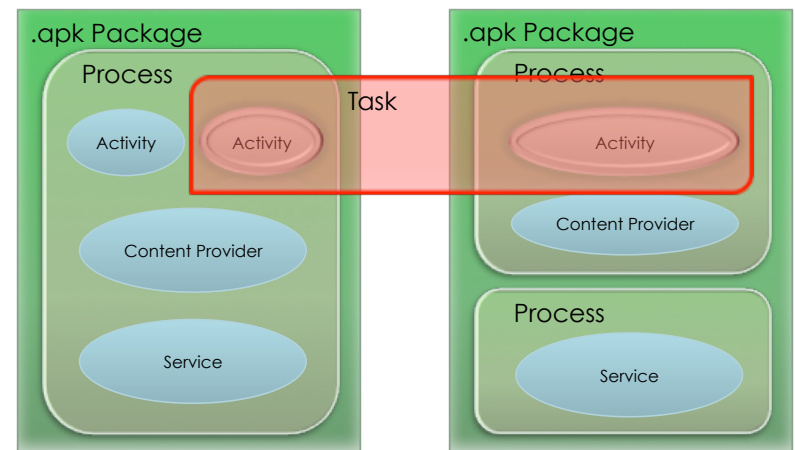 .apk Package
Process
Activity
Activity
Content Provider
Service
Task
.apk Package
Process
Activity
Content Provider
Process
Service